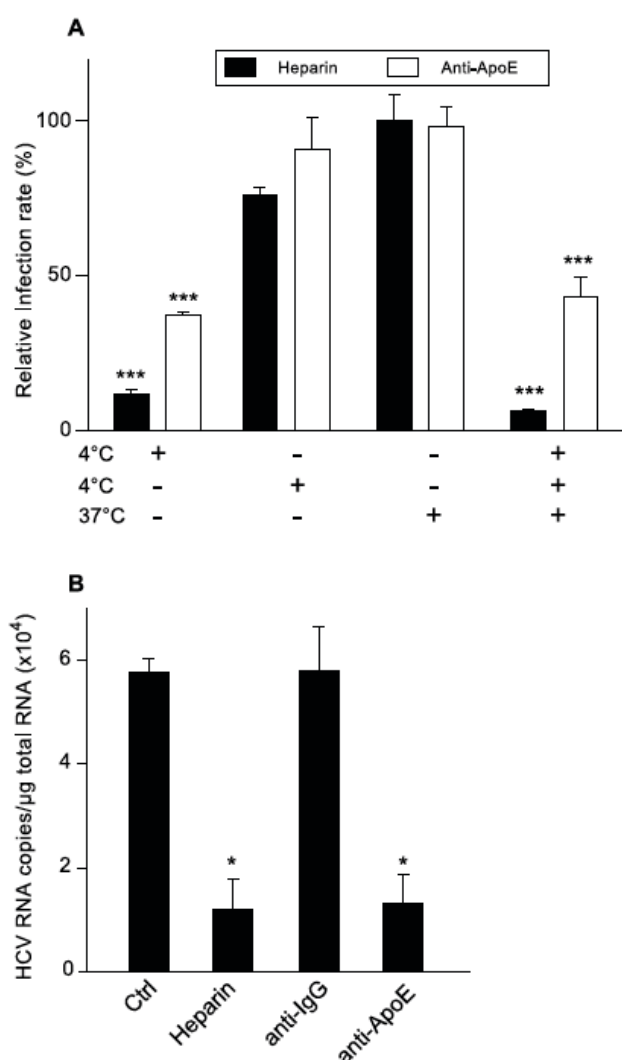 A
Heparin Anti-ApoE
Relative Infection rate (%)
100
50
0
*** *** *** ***
4°C + - - +
4°C - + - +
37°C - - + +
B
HCV RNA copies/µg total RNA (x10⁴)
6
4
2
0
* *
Ctrl Heparin anti-IgG anti-ApoE